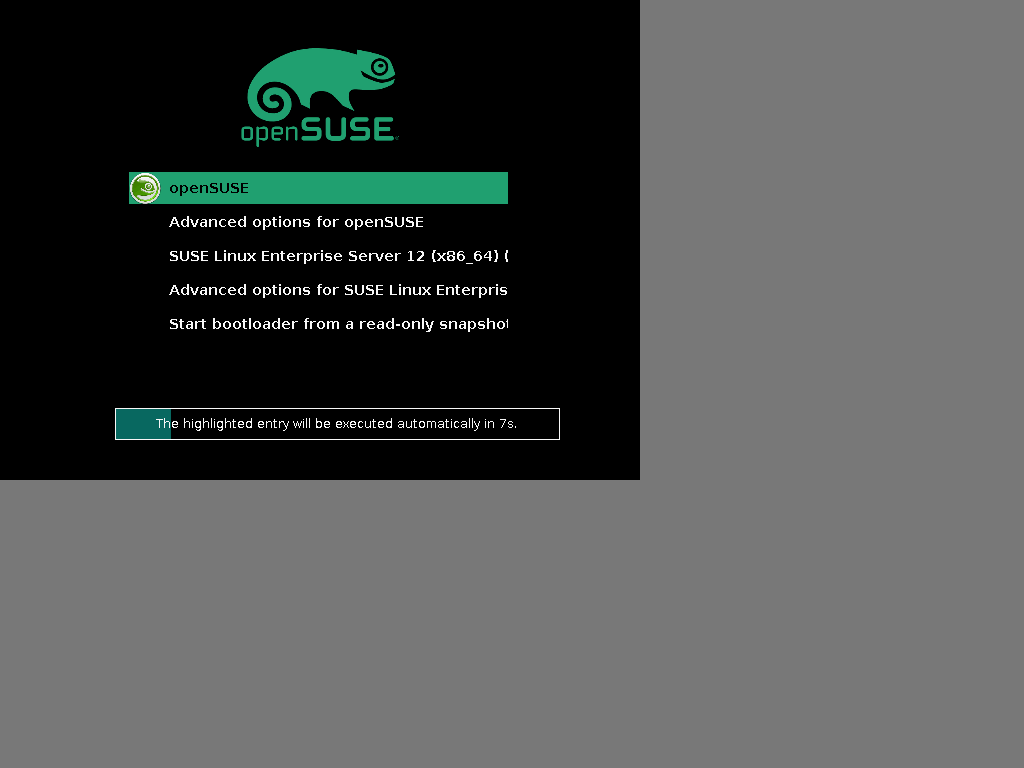 openSUSE
openSUSE
Advanced options for openSUSE
SUSE Linux Enterprise Server 12 (x86_64) (
Advanced options for SUSE Linux Enterpris
Start bootloader from a read-only snapshot
The highlighted entry will be executed automatically in 7s.